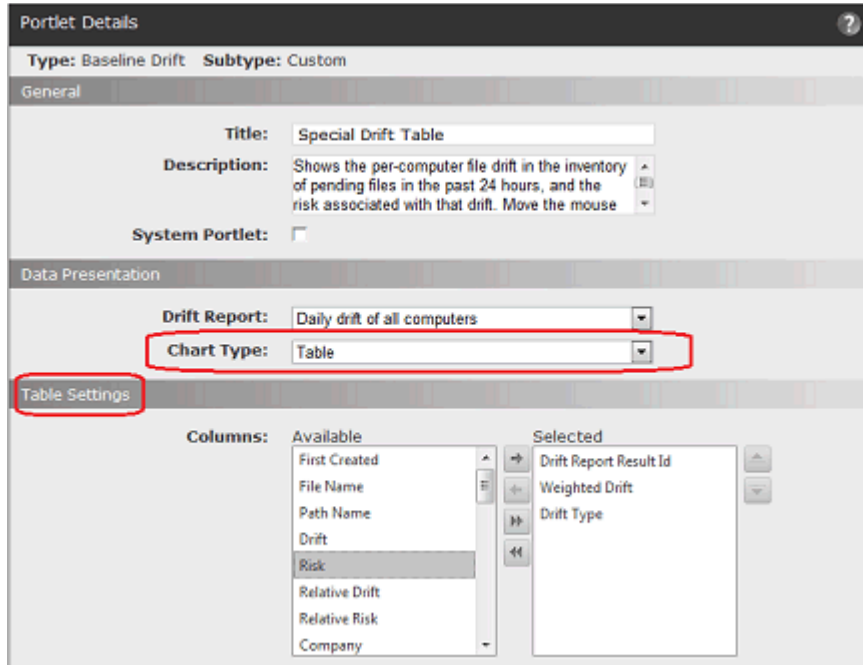 Portlet Details
?
Type: Baseline Drift Subtype: Custom
General
Title: Special Drift Table
Description: Shows the per-computer file drift in the inventory
of pending files in the past 24 hours, and the
risk associated with that drift. Move the mouse
System Portlet:
Data Presentation
Drift Report: Daily drift of all computers
Chart Type: Table
Table Settings
Columns: Available Selected
First Created Drift Report Result Id
File Name Weighted Drift
Path Name Drift Type
Drift
Risk
Relative Drift
Relative Risk
Company